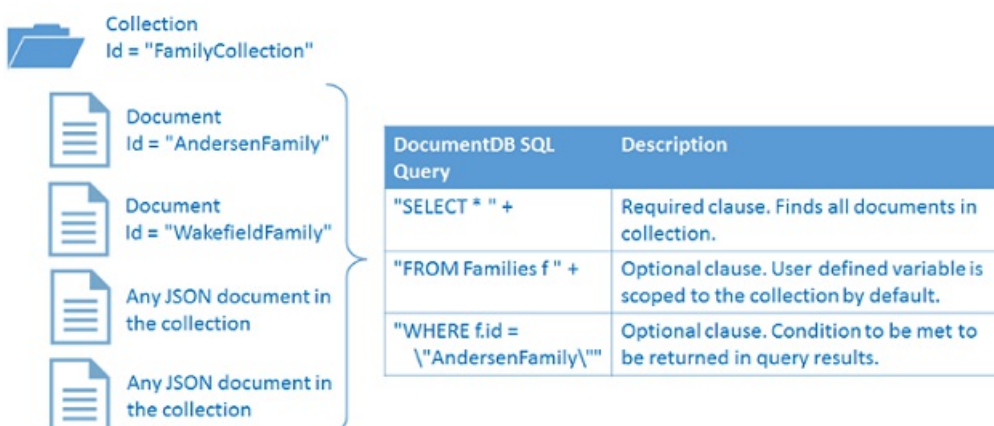 Collection
Id = "FamilyCollection"
Document
Id = "AndersenFamily"
Document
Id = "WakefieldFamily"
Any JSON document in
the collection
Any JSON document in
the collection
DocumentDB SQL
Query
Description
"SELECT * " +
Required clause. Finds all documents in
collection.
"FROM Families f " +
Optional clause. User defined variable is
scoped to the collection by default.
"WHERE f.id =
\"AndersenFamily\""
Optional clause. Condition to be met to
be returned in query results.